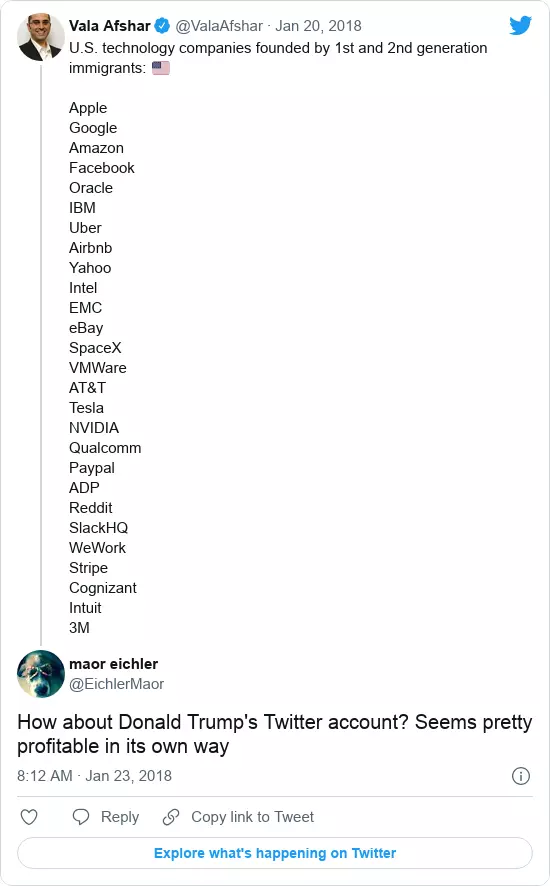 Vala Afshar @ValaAfshar · Jan 20, 2018
U.S. technology companies founded by 1st and 2nd generation
immigrants: 🇺🇸
Apple
Google
Amazon
Facebook
Oracle
IBM
Uber
Airbnb
Yahoo
Intel
EMC
eBay
SpaceX
VMWare
AT&T
Tesla
NVIDIA
Qualcomm
Paypal
ADP
Reddit
SlackHQ
WeWork
Stripe
Cognizant
Intuit
3M
maor eichler
@EichlerMaor
How about Donald Trump's Twitter account? Seems pretty
profitable in its own way
8:12 AM · Jan 23, 2018
Reply Copy link to Tweet
Explore what's happening on Twitter